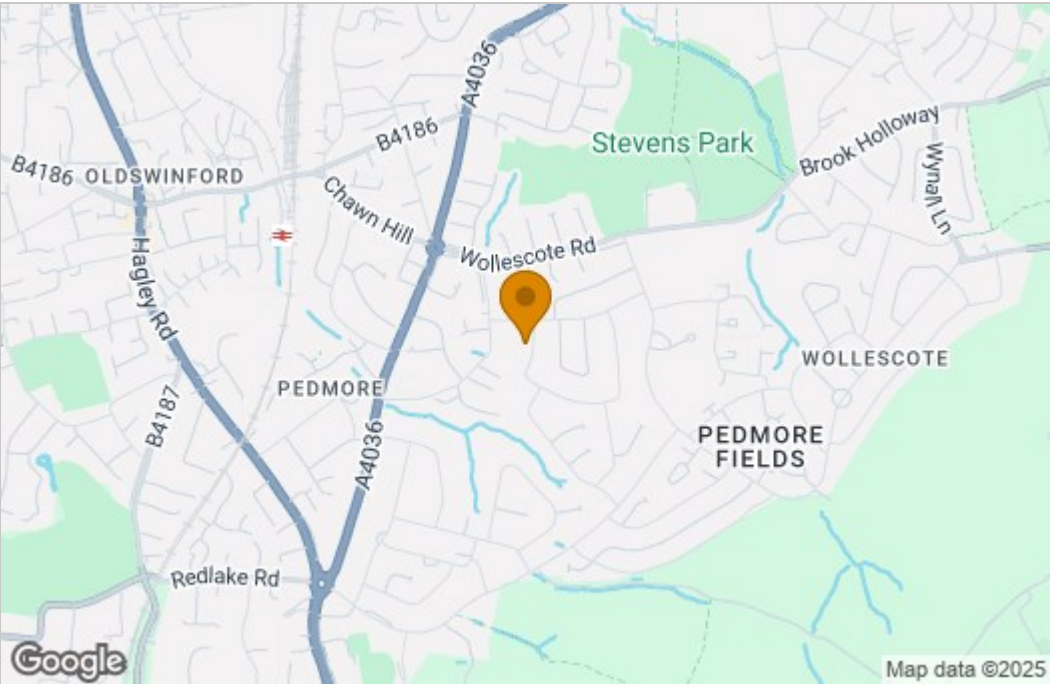 A4036
B4186
Stevens Park
Brook Holloway
B4186
OLDSWINFORD
Wynall Ln
Chawn Hill
Wollescote Rd
Hagley Rd
WOLLESCOTE
PEDMORE
B4187
PEDMORE
FIELDS
A4036
Redlake Rd
Google
Map data ©2025